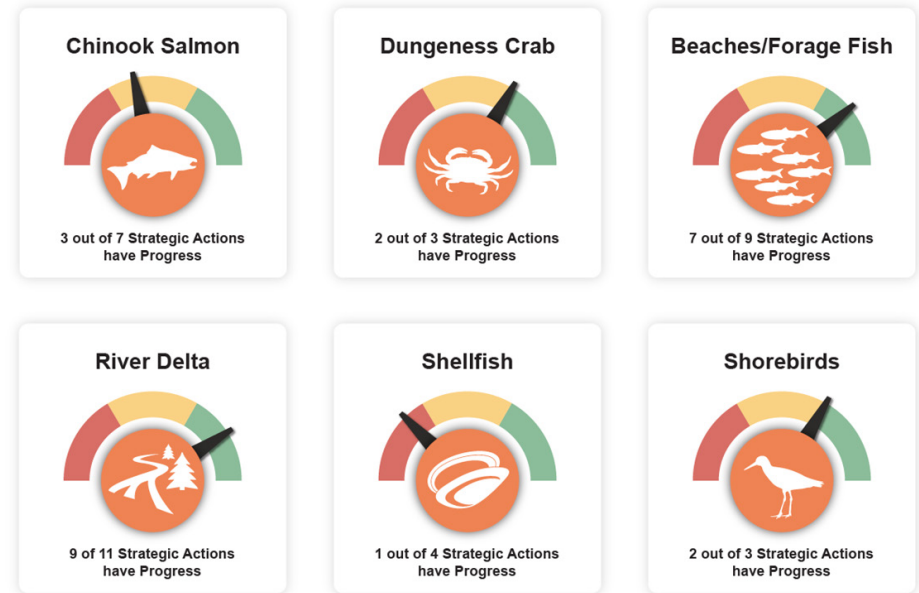 Chinook Salmon
3 out of 7 Strategic Actions
have Progress
Dungeness Crab
2 out of 3 Strategic Actions
have Progress
Beaches/Forage Fish
7 out of 9 Strategic Actions
have Progress
River Delta
9 of 11 Strategic Actions
have Progress
Shellfish
1 out of 4 Strategic Actions
have Progress
Shorebirds
2 out of 3 Strategic Actions
have Progress